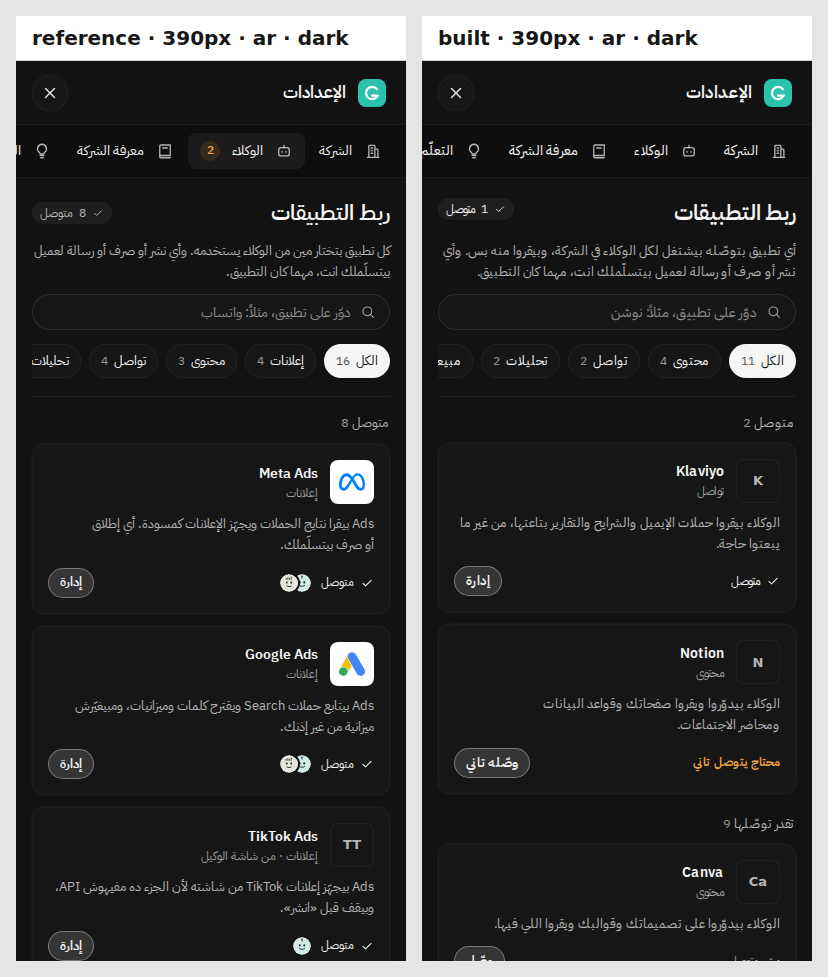 reference · 390px · ar · dark
الإعدادات
الشركة
الوكلاء 2
معرفة الشركة
ربط التطبيقات
8 متوصل
كل تطبيق بتختار مين من الوكلاء يستخدمه. وأي نشر أو صرف أو رسالة لعميل
بيتسلّملك انت، مهما كان التطبيق.
دوّر على تطبيق، مثلاً: واتساب
الكل 16
إعلانات 4
محتوى 3
تواصل 4
تحليلات
متوصل 8
Meta Ads
إعلانات
Ads بيقرا نتايج الحملات ويجهّز الإعلانات كمسودة. أي إطلاق
أو صرف بيتسلّملك.
متوصل
إدارة
Google Ads
إعلانات
Ads بيتابع حملات Search ويقترح كلمات وميزانيات، ومبيغيّرش
ميزانية من غير إذنك.
متوصل
إدارة
TT
TikTok Ads
إعلانات · من شاشة الوكيل
Ads بيجهّز إعلانات TikTok من شاشته لأن الجزء ده مفيهوش API،
وبيقف قبل «انشر».
متوصل
إدارة
built · 390px · ar · dark
الإعدادات
الشركة
الوكلاء
معرفة الشركة
التعلّم
ربط التطبيقات
1 متوصل
أي تطبيق بتوصّله بيشتغل لكل الوكلاء في الشركة، وبيقروا منه بس. وأي
نشر أو صرف أو رسالة لعميل بيتسلّملك انت، مهما كان التطبيق.
دوّر على تطبيق، مثلاً: نوشن
الكل 11
محتوى 4
تواصل 2
تحليلات 2
متوصل 2
K
Klaviyo
تواصل
الوكلاء بيقروا حملات الإيميل والشرايح والتقارير بتاعتها، من غير ما
يبعتوا حاجة.
متوصل
إدارة
N
Notion
محتوى
الوكلاء بيدوّروا ويقروا صفحاتك وقواعد البيانات
ومحاضر الاجتماعات.
محتاج يتوصل تاني
وصّله تاني
تقدر توصّلها 9
Ca
Canva
محتوى
الوكلاء بيدوّروا على تصميماتك وقوالبك ويقروا اللي فيها.